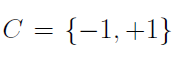 C = {−1, +1}